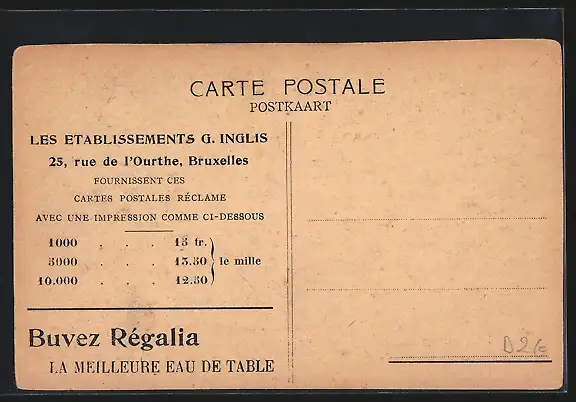 CARTE POSTALE
POSTKAART
LES ETABLISSEMENTS G. INGLIS
25, rue de l'Ourthe, Bruxelles
FOURNISSENT CES
CARTES POSTALES RÉCLAME
AVEC UNE IMPRESSION COMME CI-DESSOUS
1000 . . . 15 fr.
5000 . . . 13.50 le mille
10.000 . . . 12.50
Buvez Régalia
LA MEILLEURE EAU DE TABLE